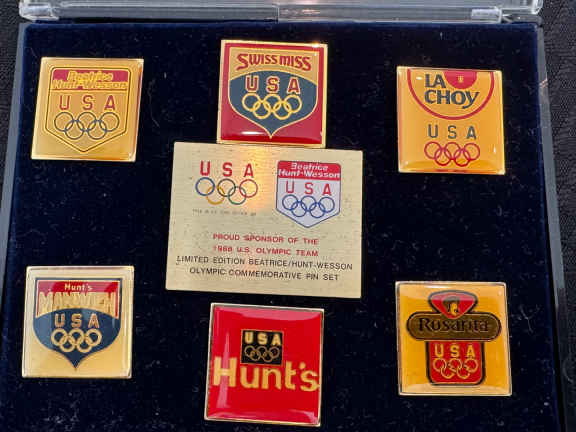 Beatrice
Hunt-Wesson
USA
SWISS MISS
USA
LA
CHOY
USA
USA
Beatrice
Hunt-Wesson
USA
PROUD SPONSOR OF THE
1988 U.S. OLYMPIC TEAM
LIMITED EDITION BEATRICE/HUNT-WESSON
OLYMPIC COMMEMORATIVE PIN SET
Hunt's
MANWICH
USA
USA
Hunt's
Rosarita
USA